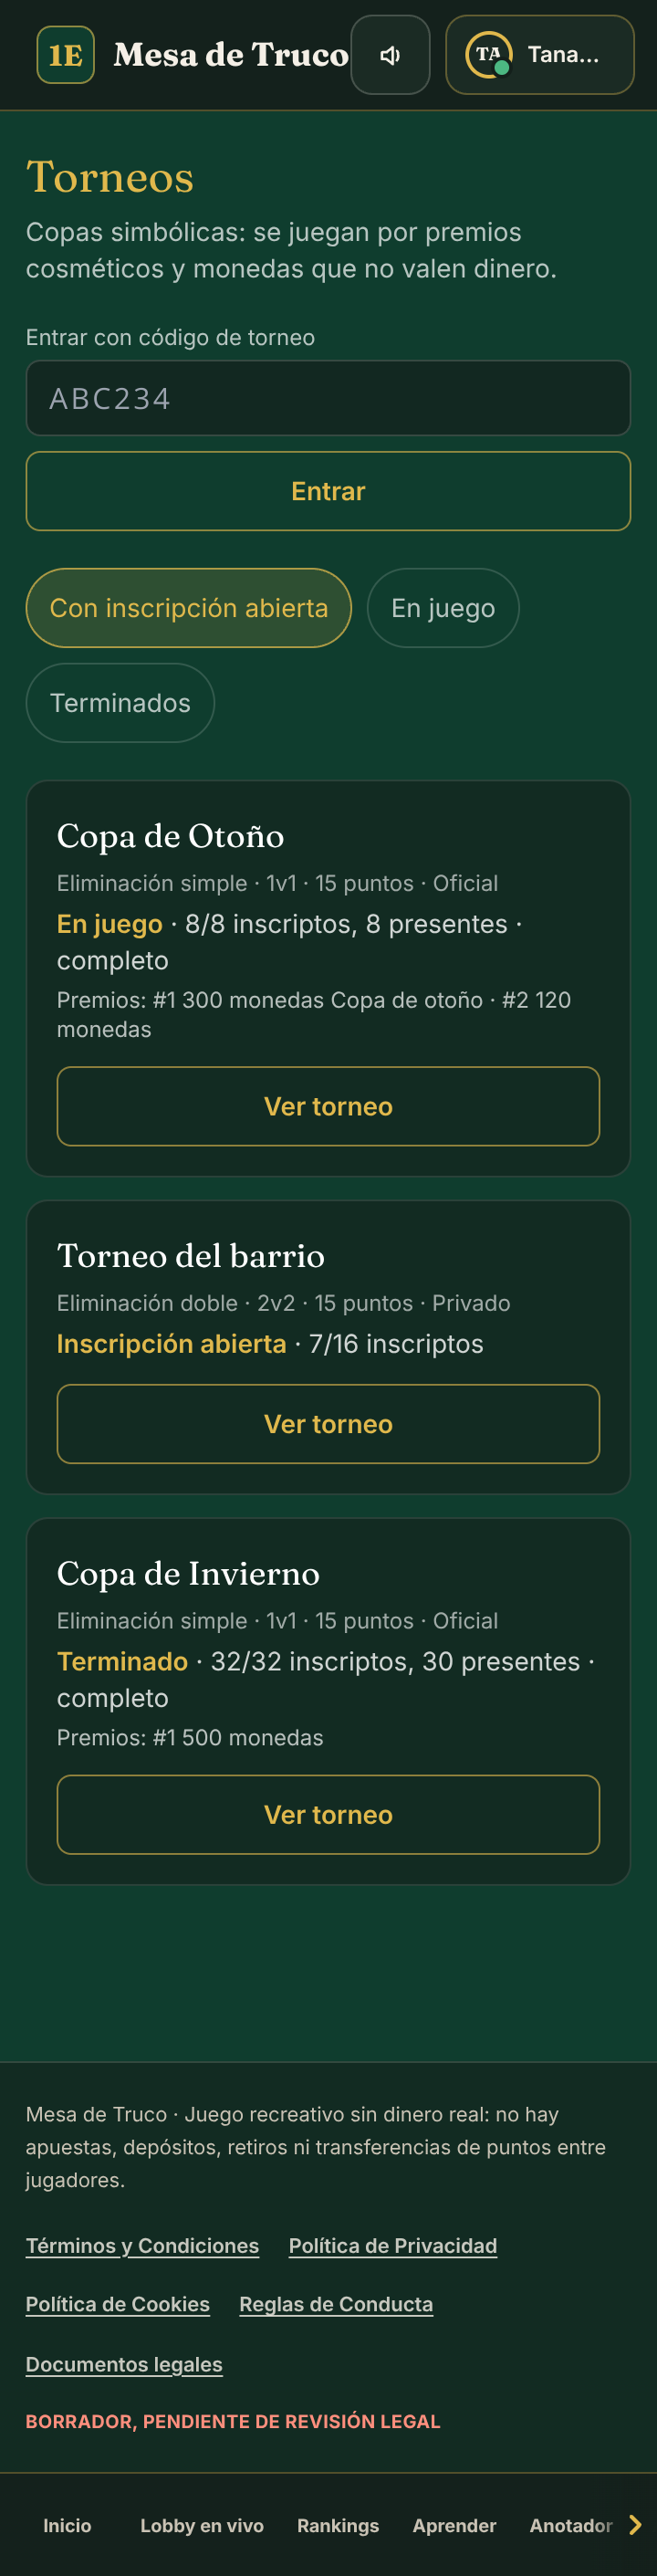 1E Mesa de Truco TA Tana...
Torneos
Copas simbólicas: se juegan por premios
cosméticos y monedas que no valen dinero.
Entrar con código de torneo
ABC234
Entrar
Con inscripción abierta En juego
Terminados
Copa de Otoño
Eliminación simple · 1v1 · 15 puntos · Oficial
En juego · 8/8 inscriptos, 8 presentes ·
completo
Premios: #1 300 monedas Copa de otoño · #2 120
monedas
Ver torneo
Torneo del barrio
Eliminación doble · 2v2 · 15 puntos · Privado
Inscripción abierta · 7/16 inscriptos
Ver torneo
Copa de Invierno
Eliminación simple · 1v1 · 15 puntos · Oficial
Terminado · 32/32 inscriptos, 30 presentes ·
completo
Premios: #1 500 monedas
Ver torneo
Mesa de Truco · Juego recreativo sin dinero real: no hay
apuestas, depósitos, retiros ni transferencias de puntos entre
jugadores.
Términos y Condiciones Política de Privacidad
Política de Cookies Reglas de Conducta
Documentos legales
BORRADOR, PENDIENTE DE REVISIÓN LEGAL
Inicio Lobby en vivo Rankings Aprender Anotador